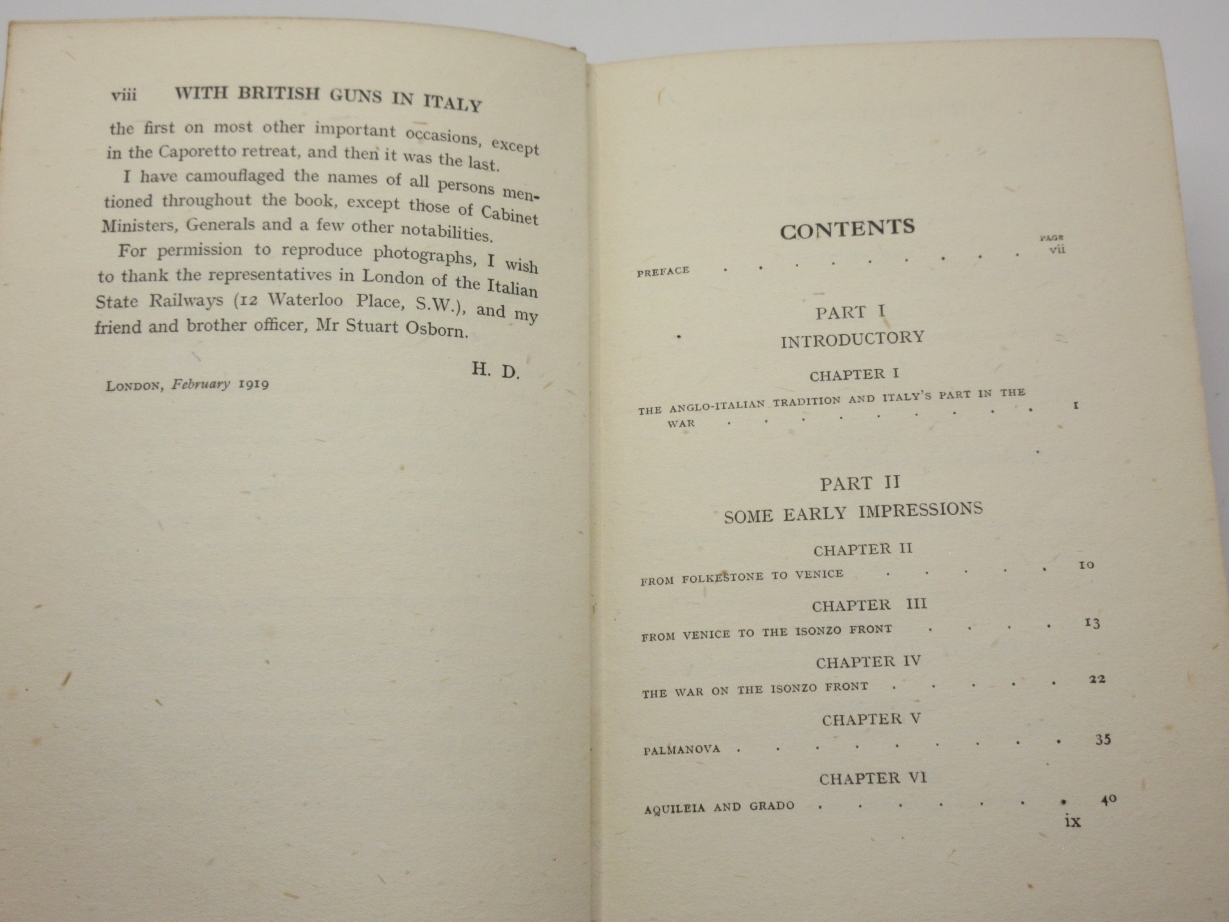 viii WITH BRITISH GUNS IN ITALY
the first on most other important occasions, except
in the Caporetto retreat, and then it was the last.
I have camouflaged the names of all persons men-
tioned throughout the book, except those of Cabinet
Ministers, Generals and a few other notabilities.
For permission to reproduce photographs, I wish
to thank the representatives in London of the Italian
State Railways (12 Waterloo Place, S.W.), and my
friend and brother officer, Mr Stuart Osborn.
H. D.
LONDON, February 1919
CONTENTS
PAGE
PREFACE . . . . . . . . . vii
PART I
INTRODUCTORY
CHAPTER I
THE ANGLO-ITALIAN TRADITION AND ITALY'S PART IN THE
WAR . . . . . . . . . 1
PART II
SOME EARLY IMPRESSIONS
CHAPTER II
FROM FOLKESTONE TO VENICE . . . . . 10
CHAPTER III
FROM VENICE TO THE ISONZO FRONT . . . . 13
CHAPTER IV
THE WAR ON THE ISONZO FRONT . . . . . 22
CHAPTER V
PALMANOVA . . . . . . . . . 35
CHAPTER VI
AQUILEIA AND GRADO . . . . . . . 40
ix